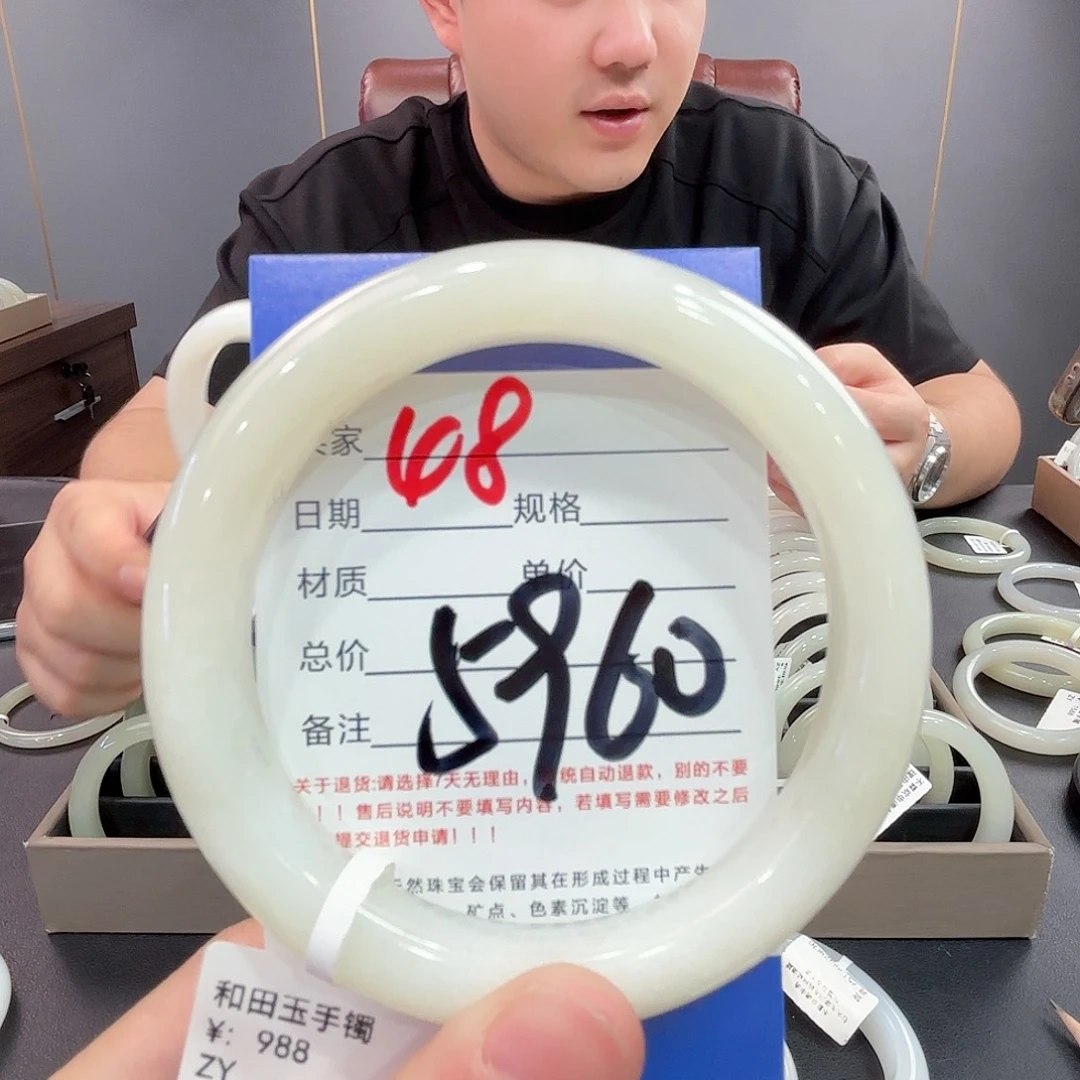 家
日期 规格
材质 单价
总价 5960
备注
关于退货:请选择7天无理由, 统自动退款, 别的不要
!! 售后说明不要填写内容, 若填写需要修改之后
提交退货申请!!!
然珠宝会保留其在形成过程中产生
矿点、色素沉淀等
和田玉手镯
¥: 988
ZY